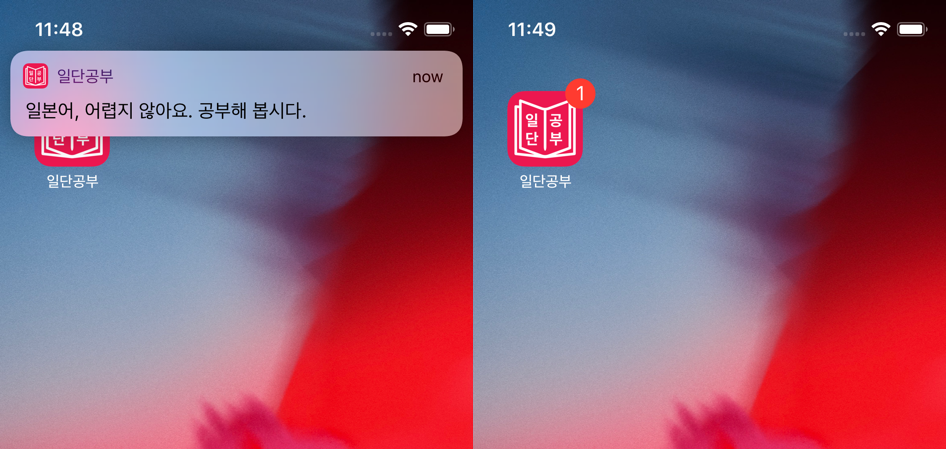 11:48
일단공부
now
일본어, 어렵지 않아요. 공부해 봅시다.
단 부
일단공부
11:49
1
일 공
단 부
일단공부